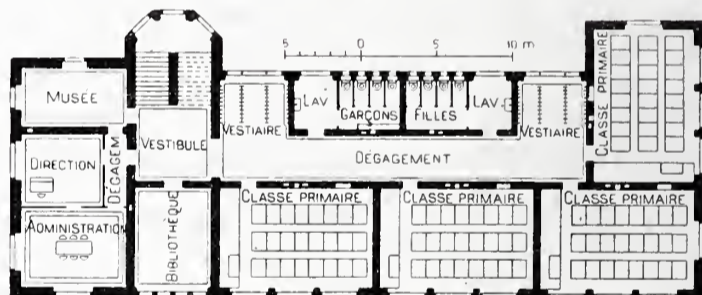 5 0 5 10 m
MUSÉE
DIRECTION
ADMINISTRATION
DÉGAGEM
VESTIBULE
BIBLIOTHÈQUE
VESTIAIRE
LAV.
GARÇONS
FILLES
LAV.
VESTIAIRE
DÉGAGEMENT
CLASSE PRIMAIRE
CLASSE PRIMAIRE
CLASSE PRIMAIRE
CLASSE PRIMAIRE